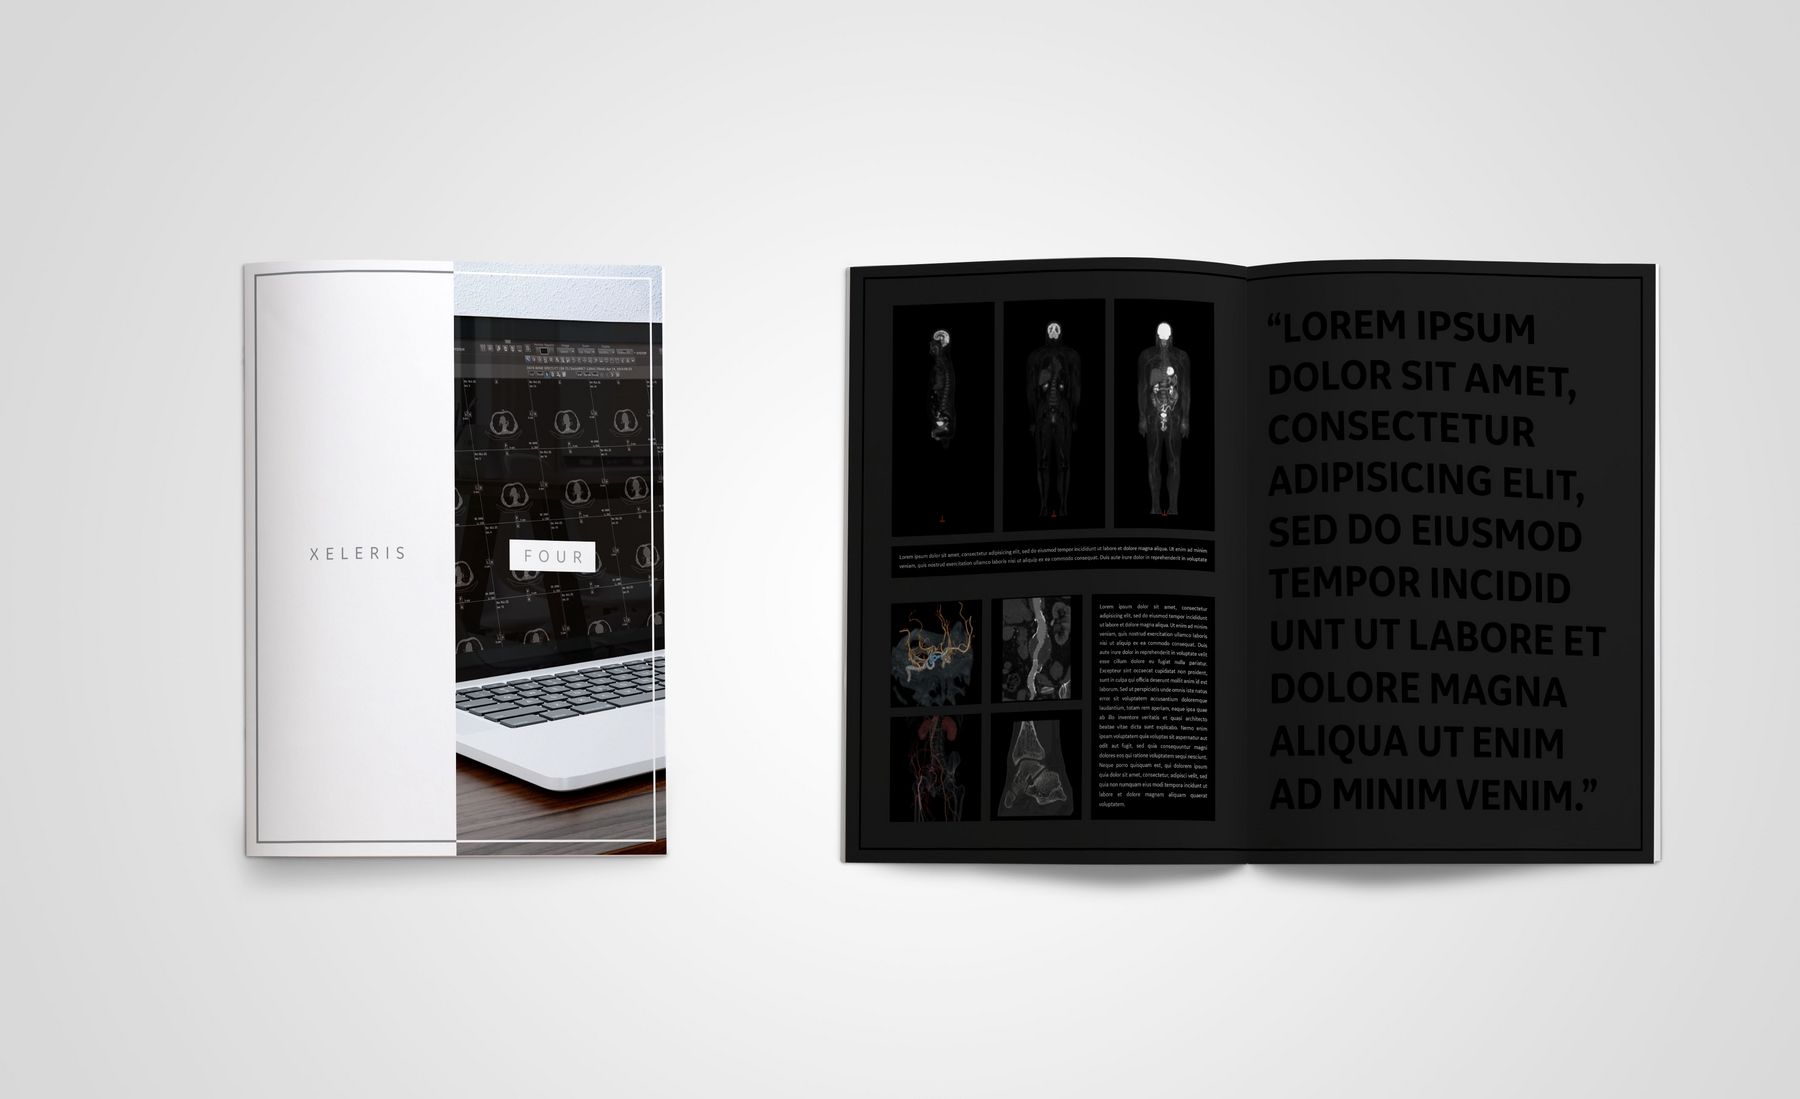 XELERIS
FOUR
Lorem ipsum dolor sit amet, consectetur adipisicing elit, sed do eiusmod tempor incididunt ut labore et dolore magna aliqua. Ut enim ad minim
veniam, quis nostrud exercitation ullamco laboris nisi ut aliquip ex ea commodo consequat. Duis aute irure dolor in reprehenderit in voluptate
Lorem ipsum dolor sit amet, consectetur
adipisicing elit, sed do eiusmod tempor incididunt
ut labore et dolore magna aliqua. Ut enim ad minim
veniam, quis nostrud exercitation ullamco laboris
nisi ut aliquip ex ea commodo consequat. Duis
aute irure dolor in reprehenderit in voluptate velit
esse cillum dolore eu fugiat nulla pariatur.
Excepteur sint occaecat cupidatat non proident,
sunt in culpa qui officia deserunt mollit anim id est
laborum. Sed ut perspiciatis unde omnis iste natus
error sit voluptatem accusantium doloremque
laudantium, totam rem aperiam, eaque ipsa quae
ab illo inventore veritatis et quasi architecto
beatae vitae dicta sunt explicabo. Nemo enim
ipsam voluptatem quia voluptas sit aspernatur aut
odit aut fugit, sed quia consequuntur magni
dolores eos qui ratione voluptatem sequi nesciunt.
Neque porro quisquam est, qui dolorem ipsum
quia dolor sit amet, consectetur, adipisci velit, sed
quia non numquam eius modi tempora incidunt ut
labore et dolore magnam aliquam quaerat
voluptatem.
“LOREM IPSUM
DOLOR SIT AMET,
CONSECTETUR
ADIPISICING ELIT,
SED DO EIUSMOD
TEMPOR INCIDID
UNT UT LABORE ET
DOLORE MAGNA
ALIQUA UT ENIM
AD MINIM VENIM.”